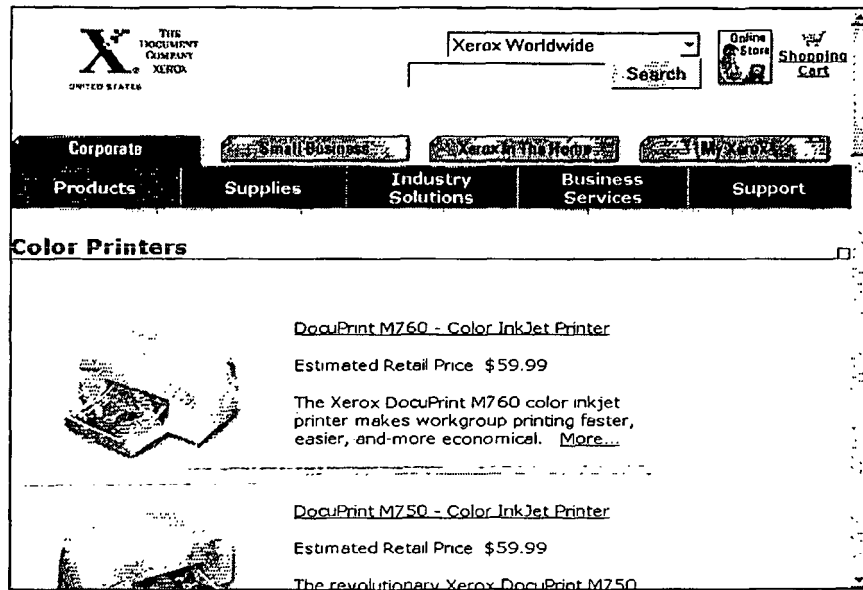 THE
DOCUMENT
COMPANY
XEROX
UNITED STATES
Xerox Worldwide
Search
Online
Store
Shopping
Cart
Corporate
Small Business
Xerox In The Home
My Xerox
Products
Supplies
Industry
Solutions
Business
Services
Support
Color Printers
DocuPrint M760 - Color InkJet Printer
Estimated Retail Price $59.99
The Xerox DocuPrint M760 color inkjet
printer makes workgroup printing faster,
easier, and-more economical. More...
DocuPrint M750 - Color InkJet Printer
Estimated Retail Price $59.99
The revolutionary Xerox DocuPrint M750